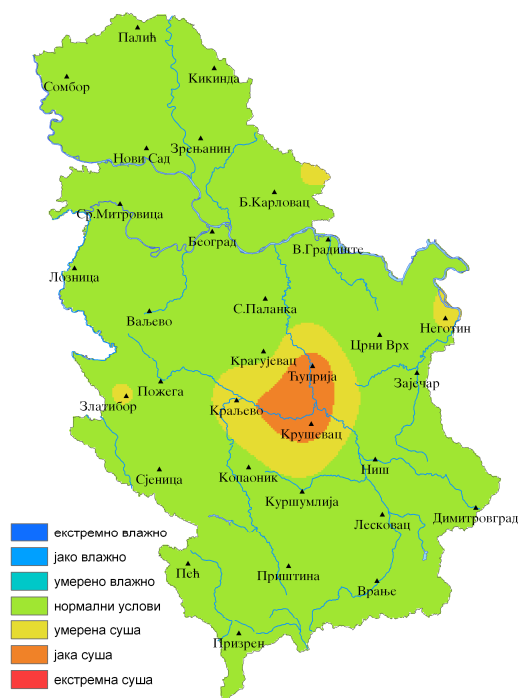 Палић
Сомбор
Кикинда
Зрењанин
Нови Сад
Б.Карловац
Ср.Митровица
Београд
В.Градиште
Лозница
С.Паланка
Ваљево
Неготин
Црни Врх
Крагујевац
Ћуприја
Зајечар
Пожега
Златибор
Краљево
Крушевац
Ниш
Сјеница
Копаоник
Куршумлија
Димитровград
Лесковац
Пећ
Приштина
Врање
Призрен
екстремно влажно
јако влажно
умерено влажно
нормални услови
умерена суша
јака суша
екстремна суша